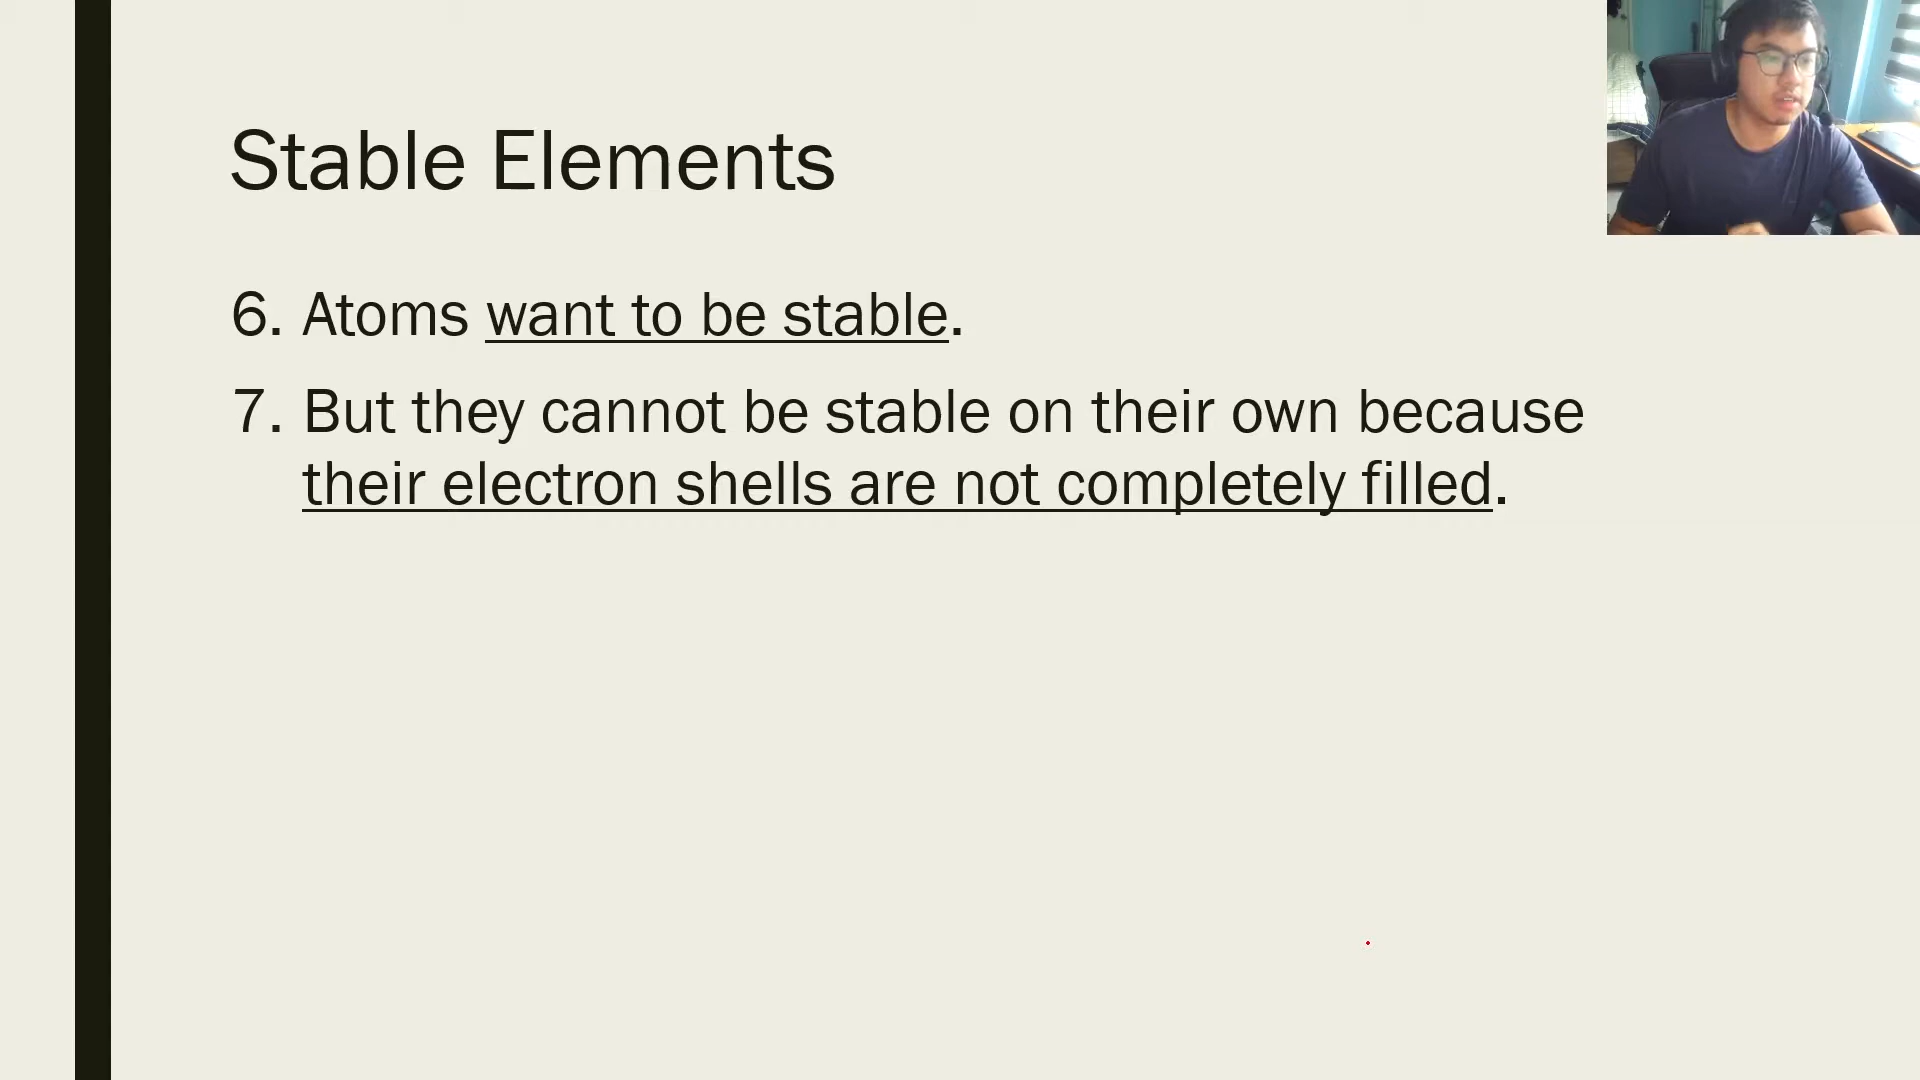 Stable Elements
6. Atoms want to be stable.
7. But they cannot be stable on their own because
their electron shells are not completely filled.